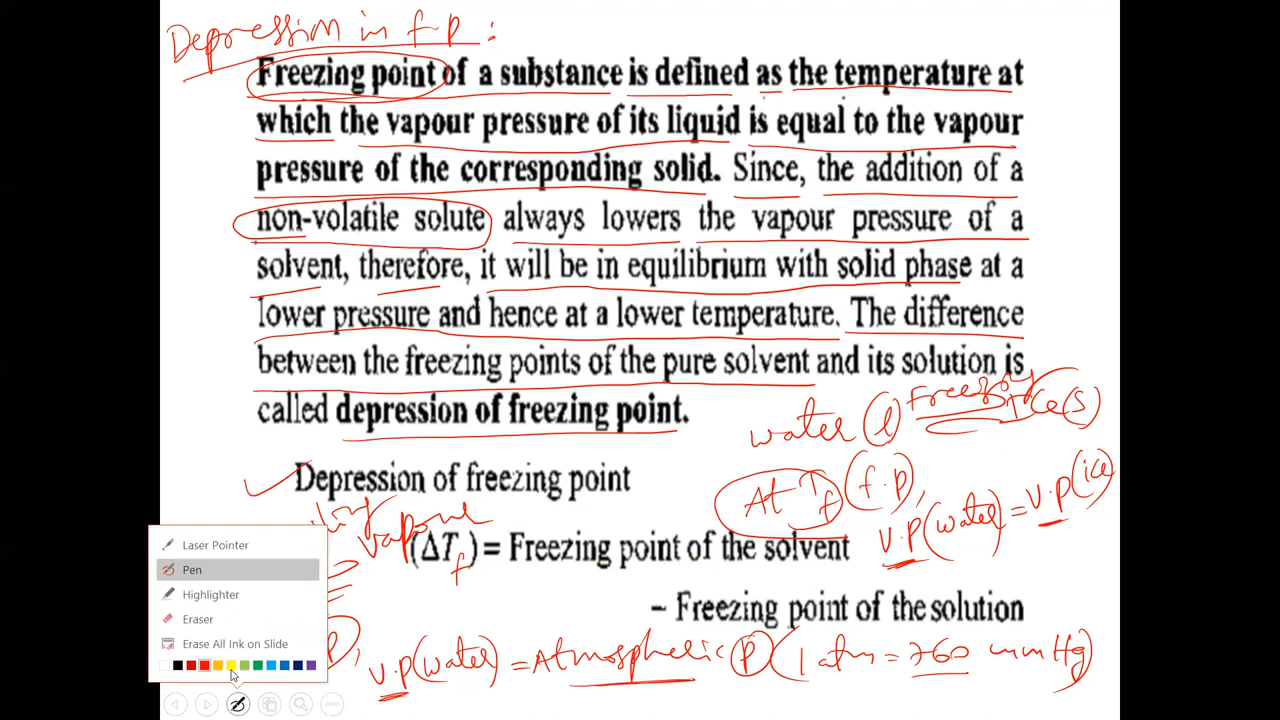 Depression in f.p :
Freezing point of a substance is defined as the temperature at
which the vapour pressure of its liquid is equal to the vapour
pressure of the corresponding solid. Since, the addition of a
non-volatile solute always lowers the vapour pressure of a
solvent, therefore, it will be in equilibrium with solid phase at a
lower pressure and hence at a lower temperature. The difference
between the freezing points of the pure solvent and its solution is
called depression of freezing point.
water (l) Freezing Ice(s)
Depression of freezing point
At Tf (f.p),
V.P(water) = V.P(ice)
vapour
(ΔTf) = Freezing point of the solvent
– Freezing point of the solution
V.P(water) = Atmospheric P (1 atm = 760 mm Hg)
Laser Pointer
Pen
Highlighter
Eraser
Erase All Ink on Slide